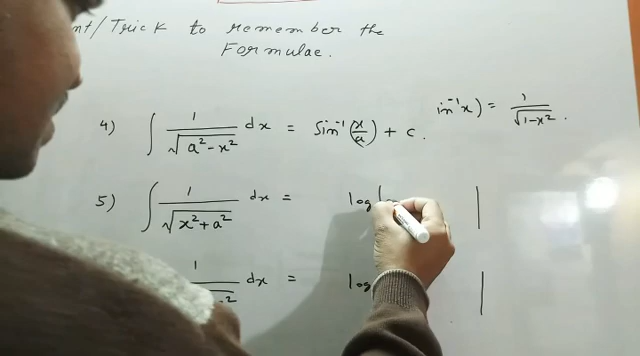 nt/Trick to remember the
Formulae.
4) ∫ 1/√(a²-x²) dx = Sin⁻¹(x/a) + c.
in⁻¹x) = 1/√(1-x²).
5) ∫ 1/√(x²+a²) dx = log| |
1 dx = log |